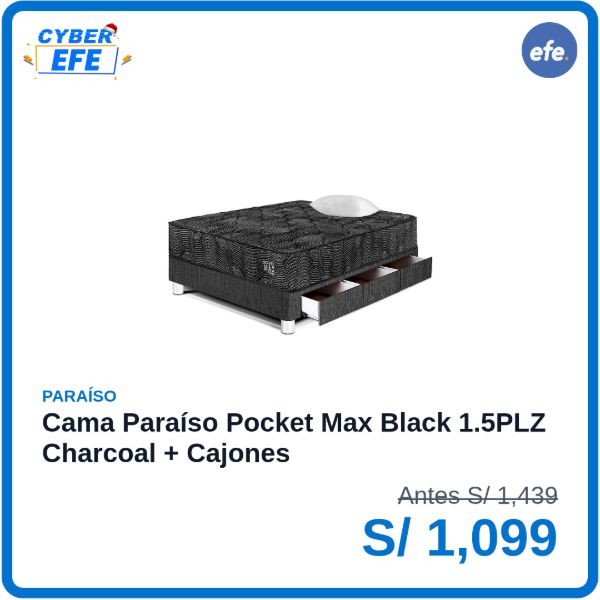 CYBER
EFE
efe.
PARAÍSO
Cama Paraíso Pocket Max Black 1.5PLZ
Charcoal + Cajones
Antes S/ 1,439
S/ 1,099